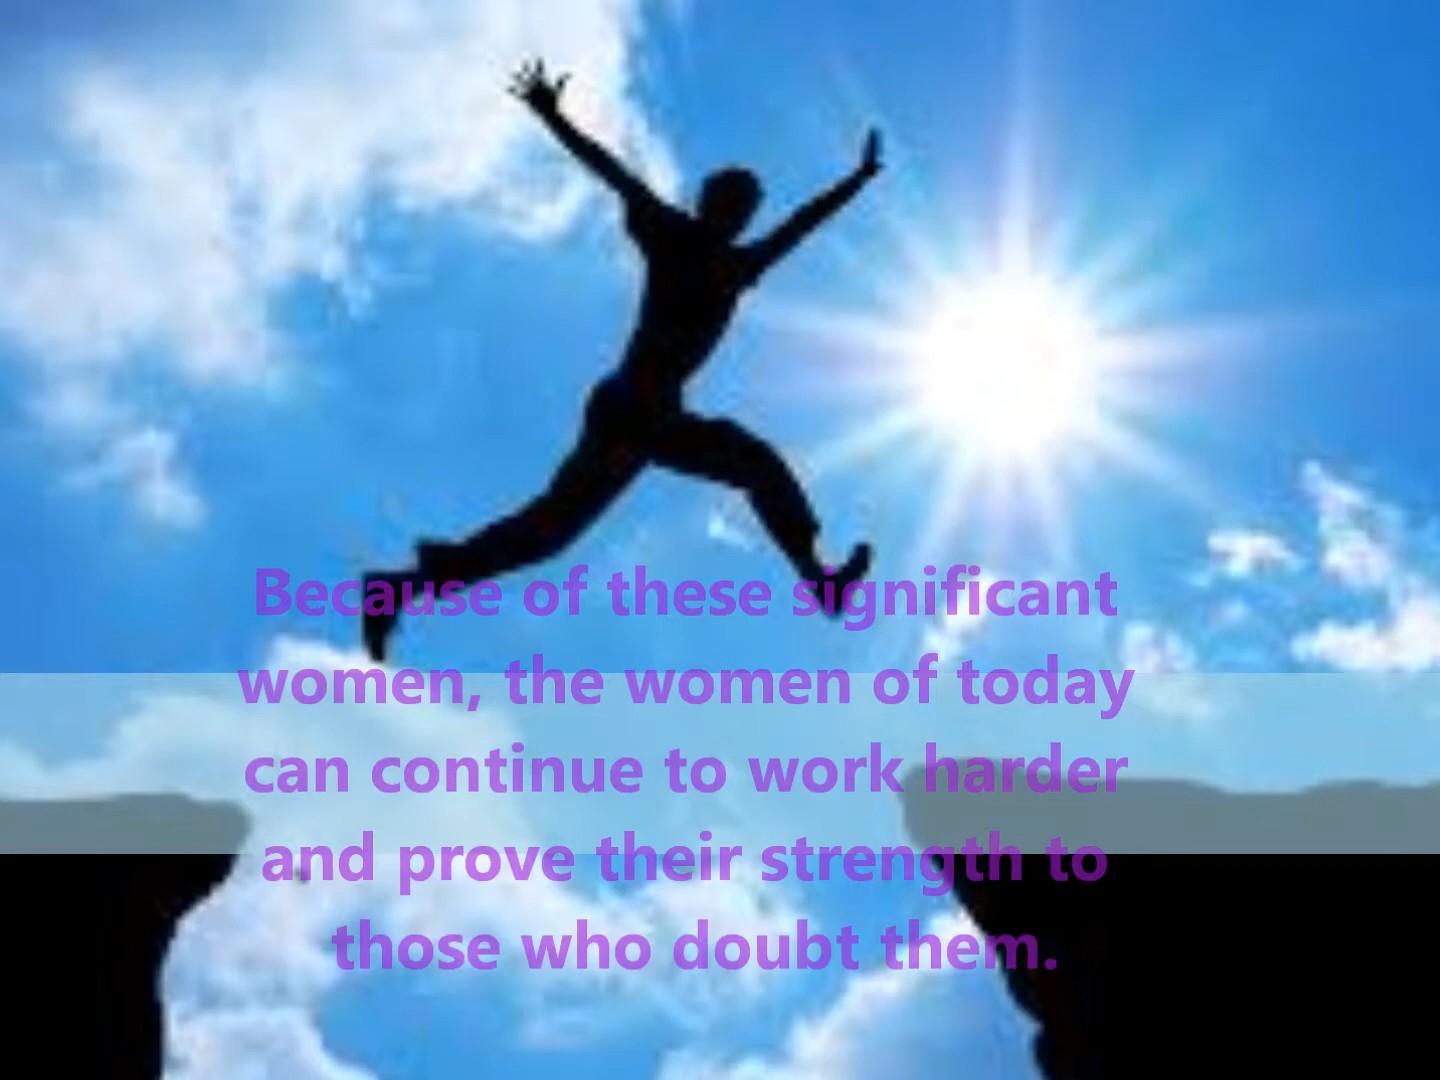 Because of these significant
women, the women of today
can continue to work harder
and prove their strength to
those who doubt them.